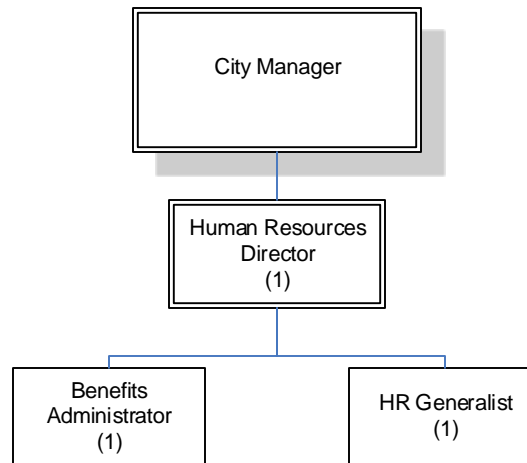 City Manager
Human Resources
Director
(1)
Benefits
Administrator
(1)
HR Generalist
(1)